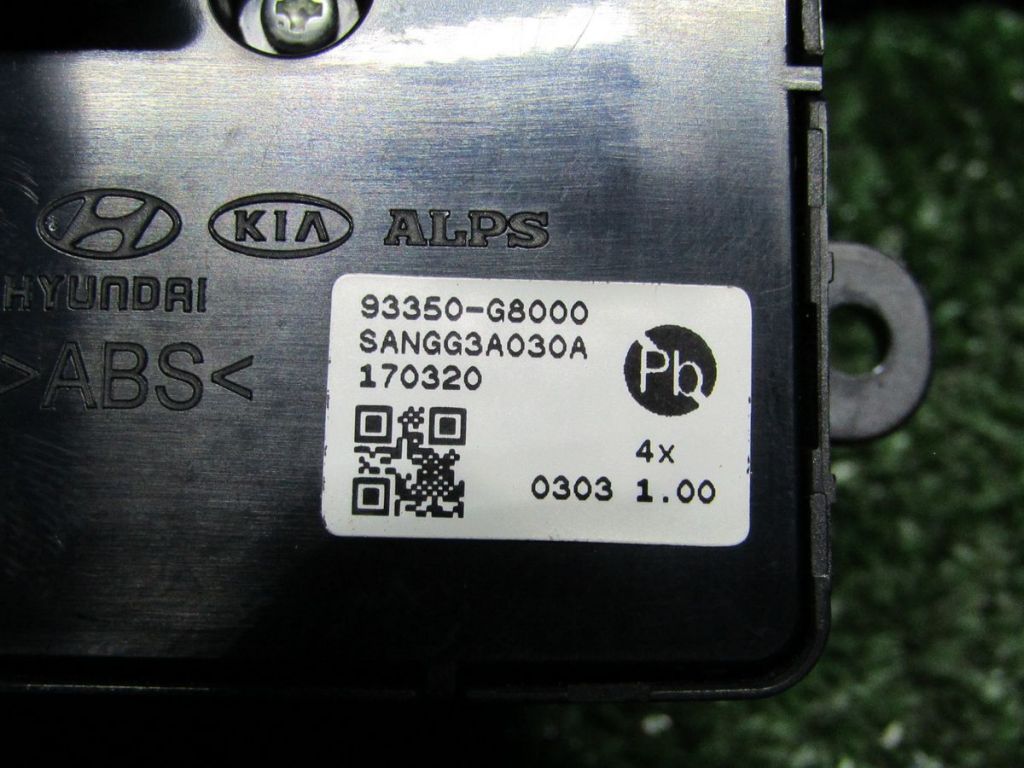 KIA ALPS
HYUNDAI
>ABS<
93350-G8000
SANGG3A030A
170320
Pb
4x
0303 1.00